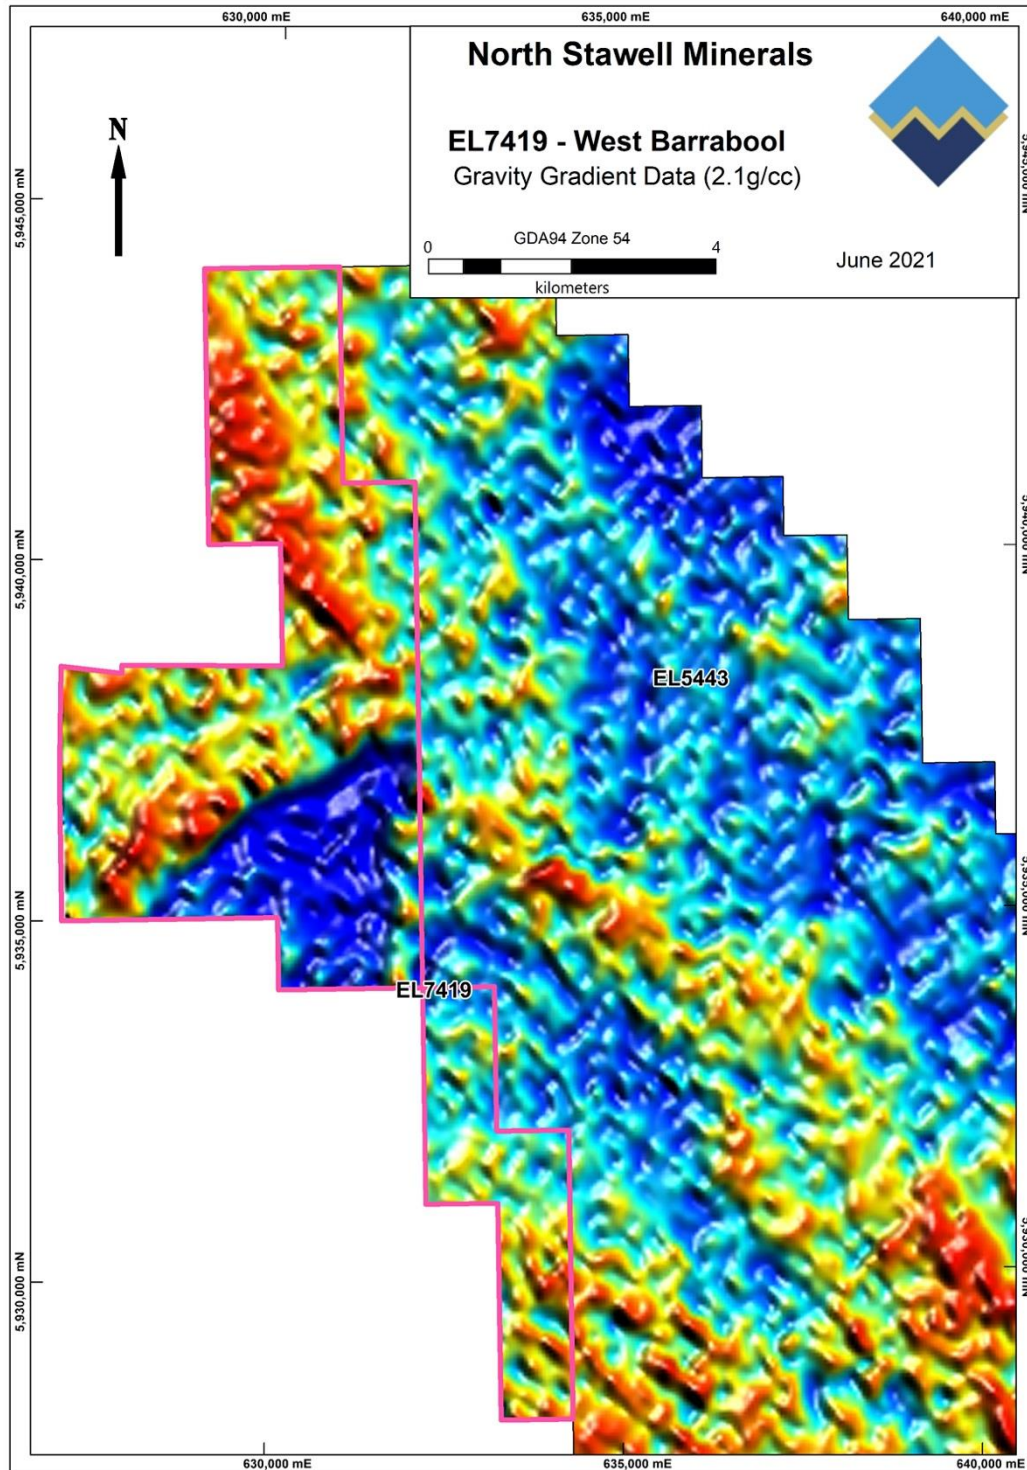 630,000 mE
635,000 mE
640,000 mE
North Stawell Minerals
EL7419 - West Barrabool
Gravity Gradient Data (2.1g/cc)
GDA94 Zone 54
0
4
kilometers
June 2021
N
5,945,000 mN
5,940,000 mN
5,935,000 mN
5,930,000 mN
EL5443
EL7419
630,000 mE
635,000 mE
640,000 mE